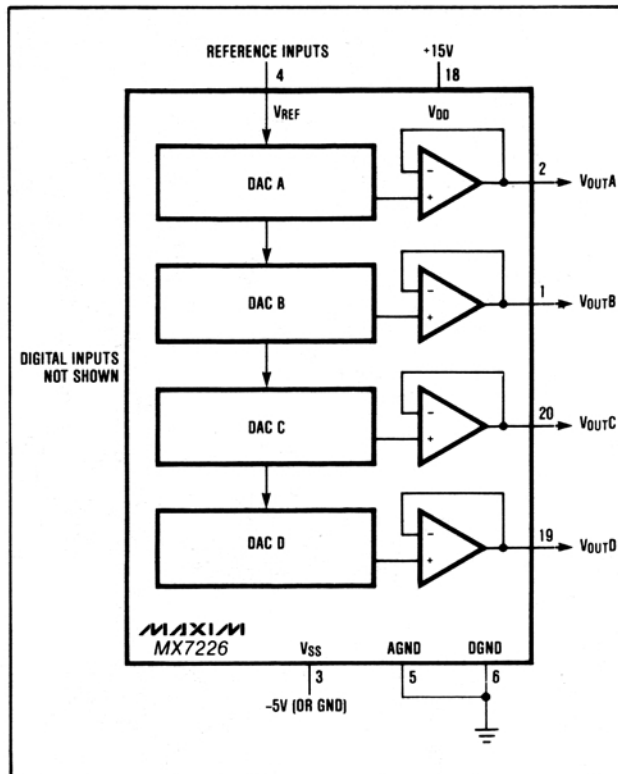 REFERENCE INPUTS
4
+15V
18
VREF
VDD
DAC A
-
+
2
VOUTA
DAC B
-
+
1
VOUTB
DIGITAL INPUTS
NOT SHOWN
DAC C
-
+
20
VOUTC
DAC D
-
+
19
VOUTD
MAXIM
MX7226
VSS
AGND
DGND
3
5
6
-5V (OR GND)